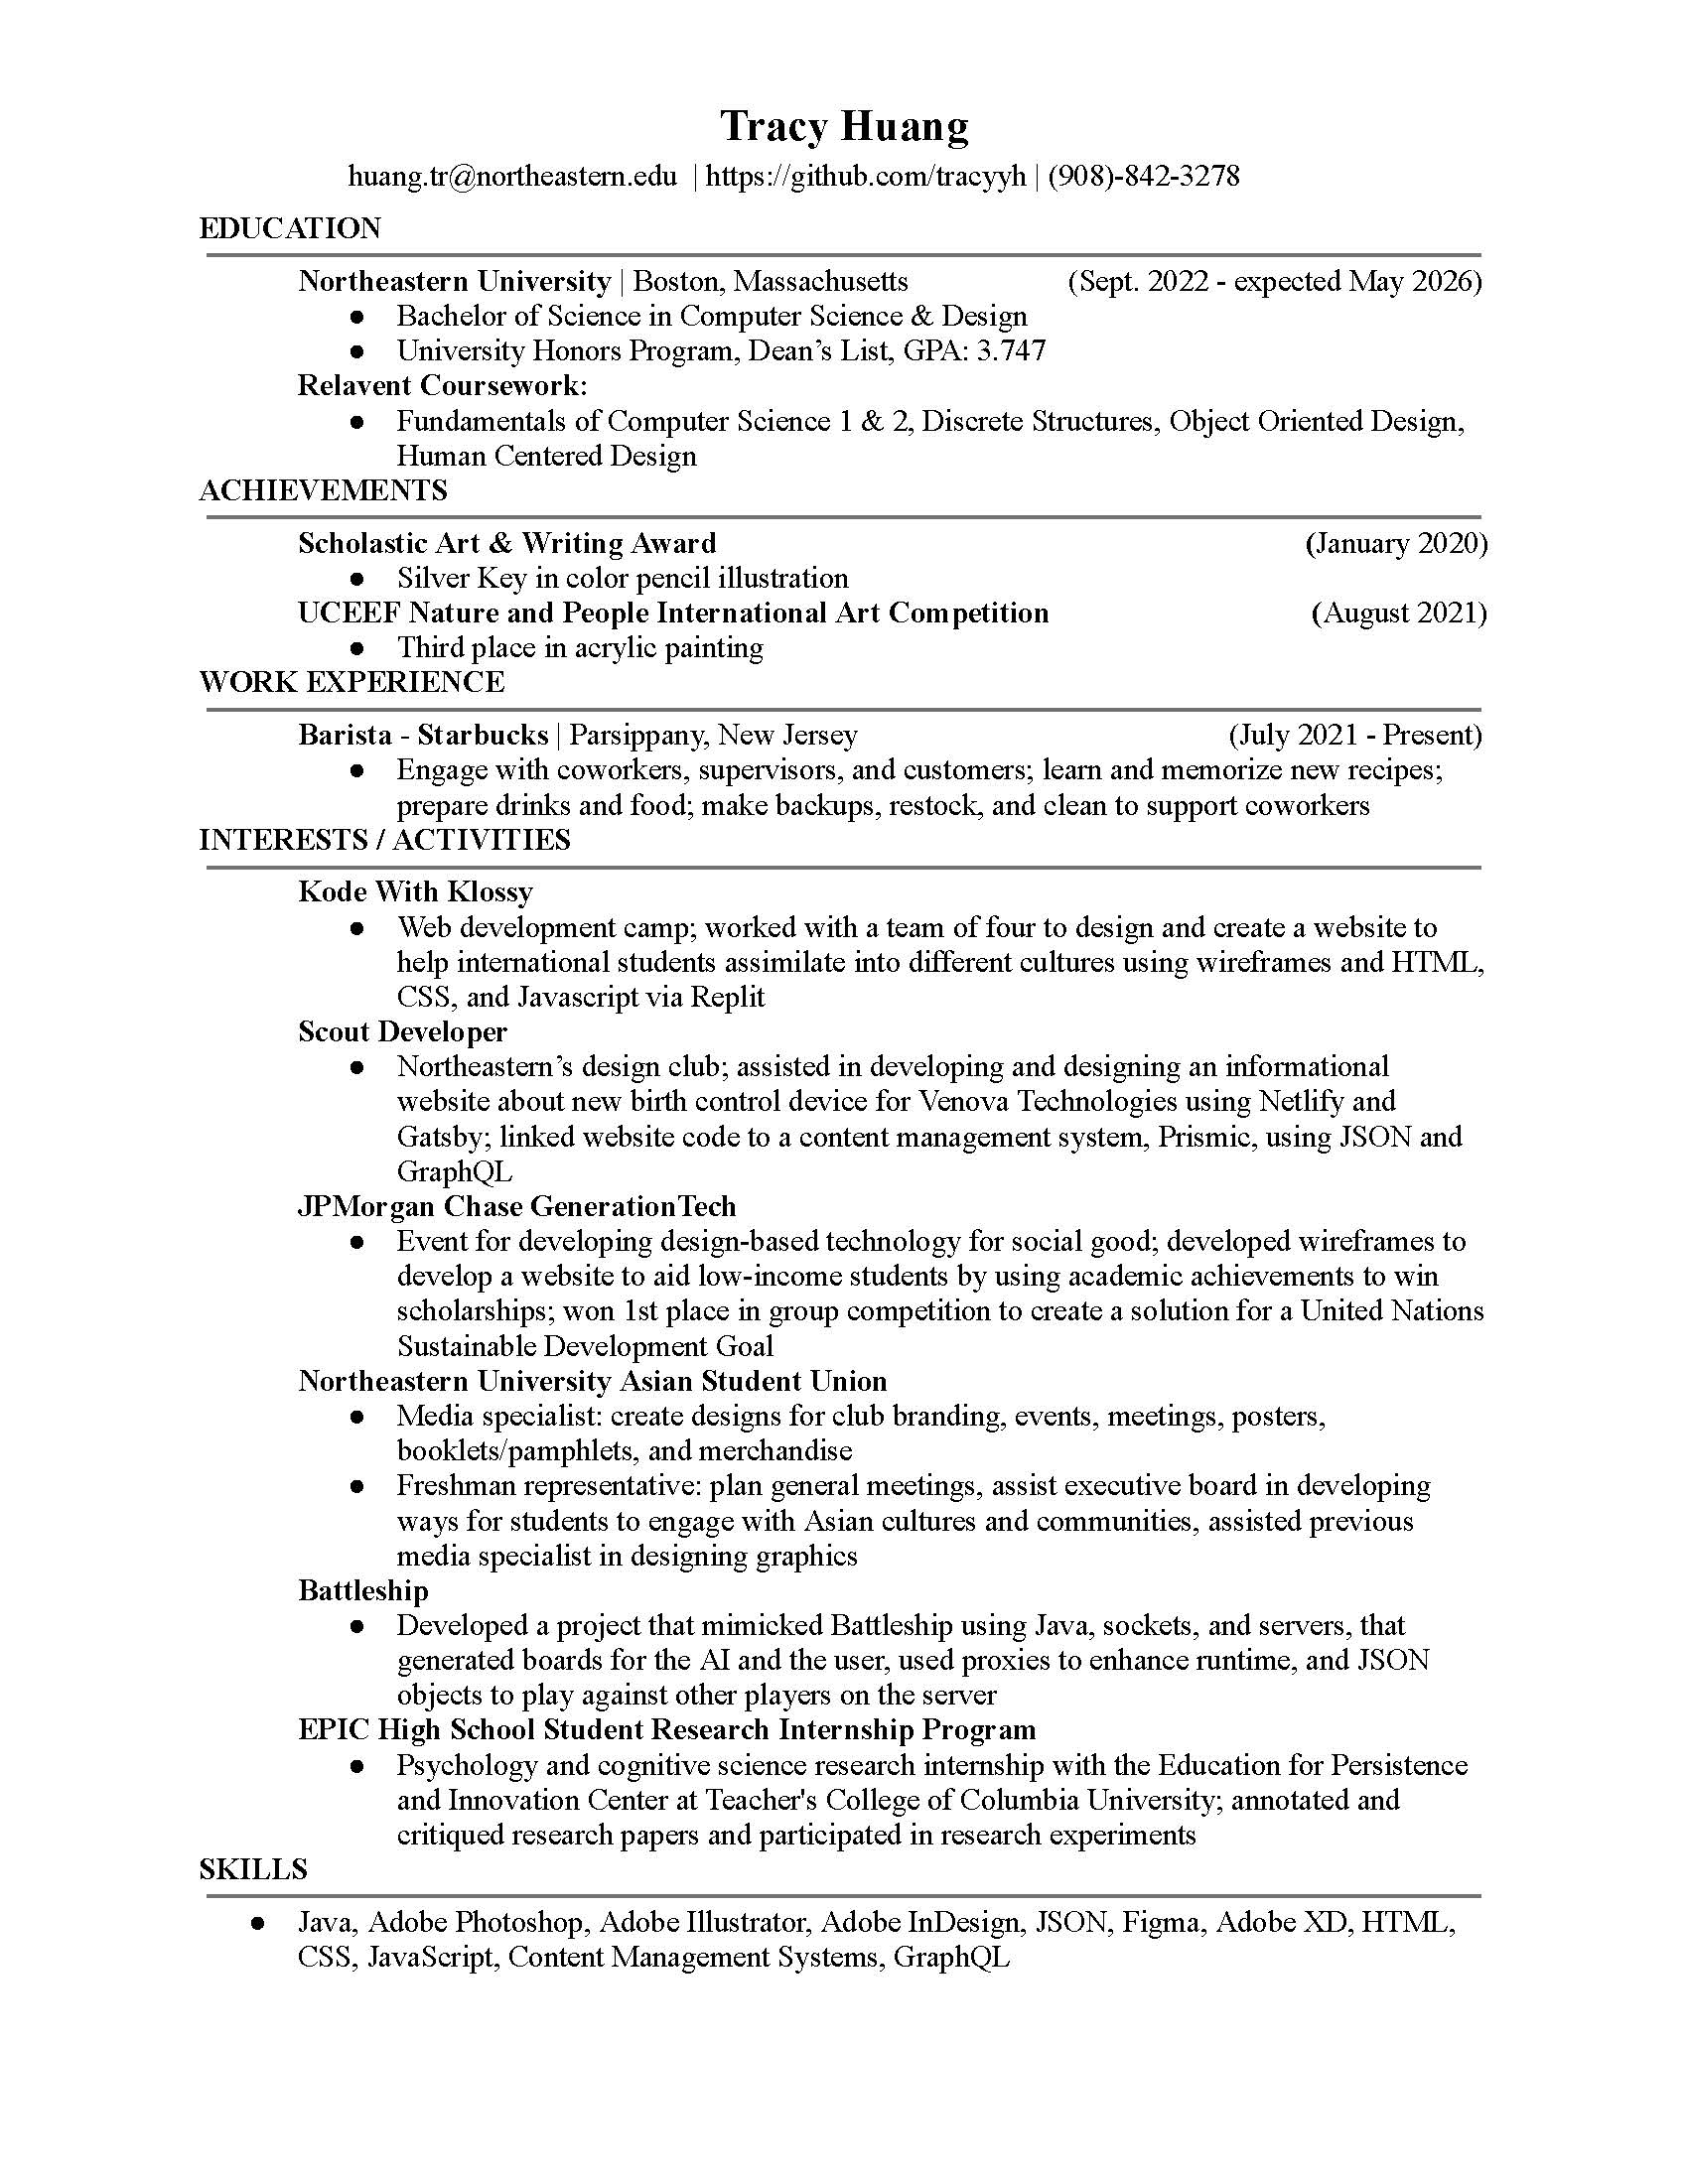 Tracy Huang
huang.tr@northeastern.edu | https://github.com/tracyyh | (908)-842-3278
EDUCATION
Northeastern University | Boston, Massachusetts (Sept. 2022 - expected May 2026)
● Bachelor of Science in Computer Science & Design
● University Honors Program, Dean’s List, GPA: 3.747
Relavent Coursework:
● Fundamentals of Computer Science 1 & 2, Discrete Structures, Object Oriented Design,
Human Centered Design
ACHIEVEMENTS
Scholastic Art & Writing Award (January 2020)
● Silver Key in color pencil illustration
UCEEF Nature and People International Art Competition (August 2021)
● Third place in acrylic painting
WORK EXPERIENCE
Barista - Starbucks | Parsippany, New Jersey (July 2021 - Present)
● Engage with coworkers, supervisors, and customers; learn and memorize new recipes;
prepare drinks and food; make backups, restock, and clean to support coworkers
INTERESTS / ACTIVITIES
Kode With Klossy
● Web development camp; worked with a team of four to design and create a website to
help international students assimilate into different cultures using wireframes and HTML,
CSS, and Javascript via Replit
Scout Developer
● Northeastern’s design club; assisted in developing and designing an informational
website about new birth control device for Venova Technologies using Netlify and
Gatsby; linked website code to a content management system, Prismic, using JSON and
GraphQL
JPMorgan Chase GenerationTech
● Event for developing design-based technology for social good; developed wireframes to
develop a website to aid low-income students by using academic achievements to win
scholarships; won 1st place in group competition to create a solution for a United Nations
Sustainable Development Goal
Northeastern University Asian Student Union
● Media specialist: create designs for club branding, events, meetings, posters,
booklets/pamphlets, and merchandise
● Freshman representative: plan general meetings, assist executive board in developing
ways for students to engage with Asian cultures and communities, assisted previous
media specialist in designing graphics
Battleship
● Developed a project that mimicked Battleship using Java, sockets, and servers, that
generated boards for the AI and the user, used proxies to enhance runtime, and JSON
objects to play against other players on the server
EPIC High School Student Research Internship Program
● Psychology and cognitive science research internship with the Education for Persistence
and Innovation Center at Teacher's College of Columbia University; annotated and
critiqued research papers and participated in research experiments
SKILLS
● Java, Adobe Photoshop, Adobe Illustrator, Adobe InDesign, JSON, Figma, Adobe XD, HTML,
CSS, JavaScript, Content Management Systems, GraphQL